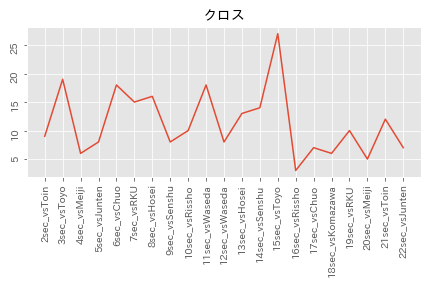 クロス
25
20
15
10
5
2sec_vsToin
3sec_vsToyo
4sec_vsMeiji
5sec_vsJunten
6sec_vsChuo
7sec_vsRKU
8sec_vsHosei
9sec_vsSenshu
10sec_vsRissho
11sec_vsWaseda
12sec_vsWaseda
13sec_vsHosei
14sec_vsSenshu
15sec_vsToyo
16sec_vsRissho
17sec_vsChuo
18sec_vsKomazawa
19sec_vsRKU
20sec_vsMeiji
21sec_vsToin
22sec_vsJunten